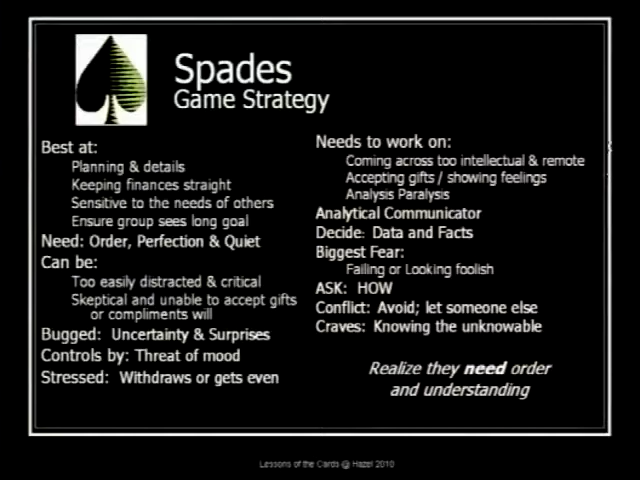 Spades
Game Strategy
Best at:
Planning & details
Keeping finances straight
Sensitive to the needs of others
Ensure group sees long goal
Need: Order, Perfection & Quiet
Can be:
Too easily distracted & critical
Skeptical and unable to accept gifts
or compliments will
Bugged: Uncertainty & Surprises
Controls by: Threat of mood
Stressed: Withdraws or gets even
Needs to work on:
Coming across too intellectual & remote
Accepting gifts / showing feelings
Analysis Paralysis
Analytical Communicator
Decide: Data and Facts
Biggest Fear:
Failing or Looking foolish
ASK: HOW
Conflict: Avoid; let someone else
Craves: Knowing the unknowable
Realize they need order
and understanding
Lessons of the Cards @ Hazel 2010